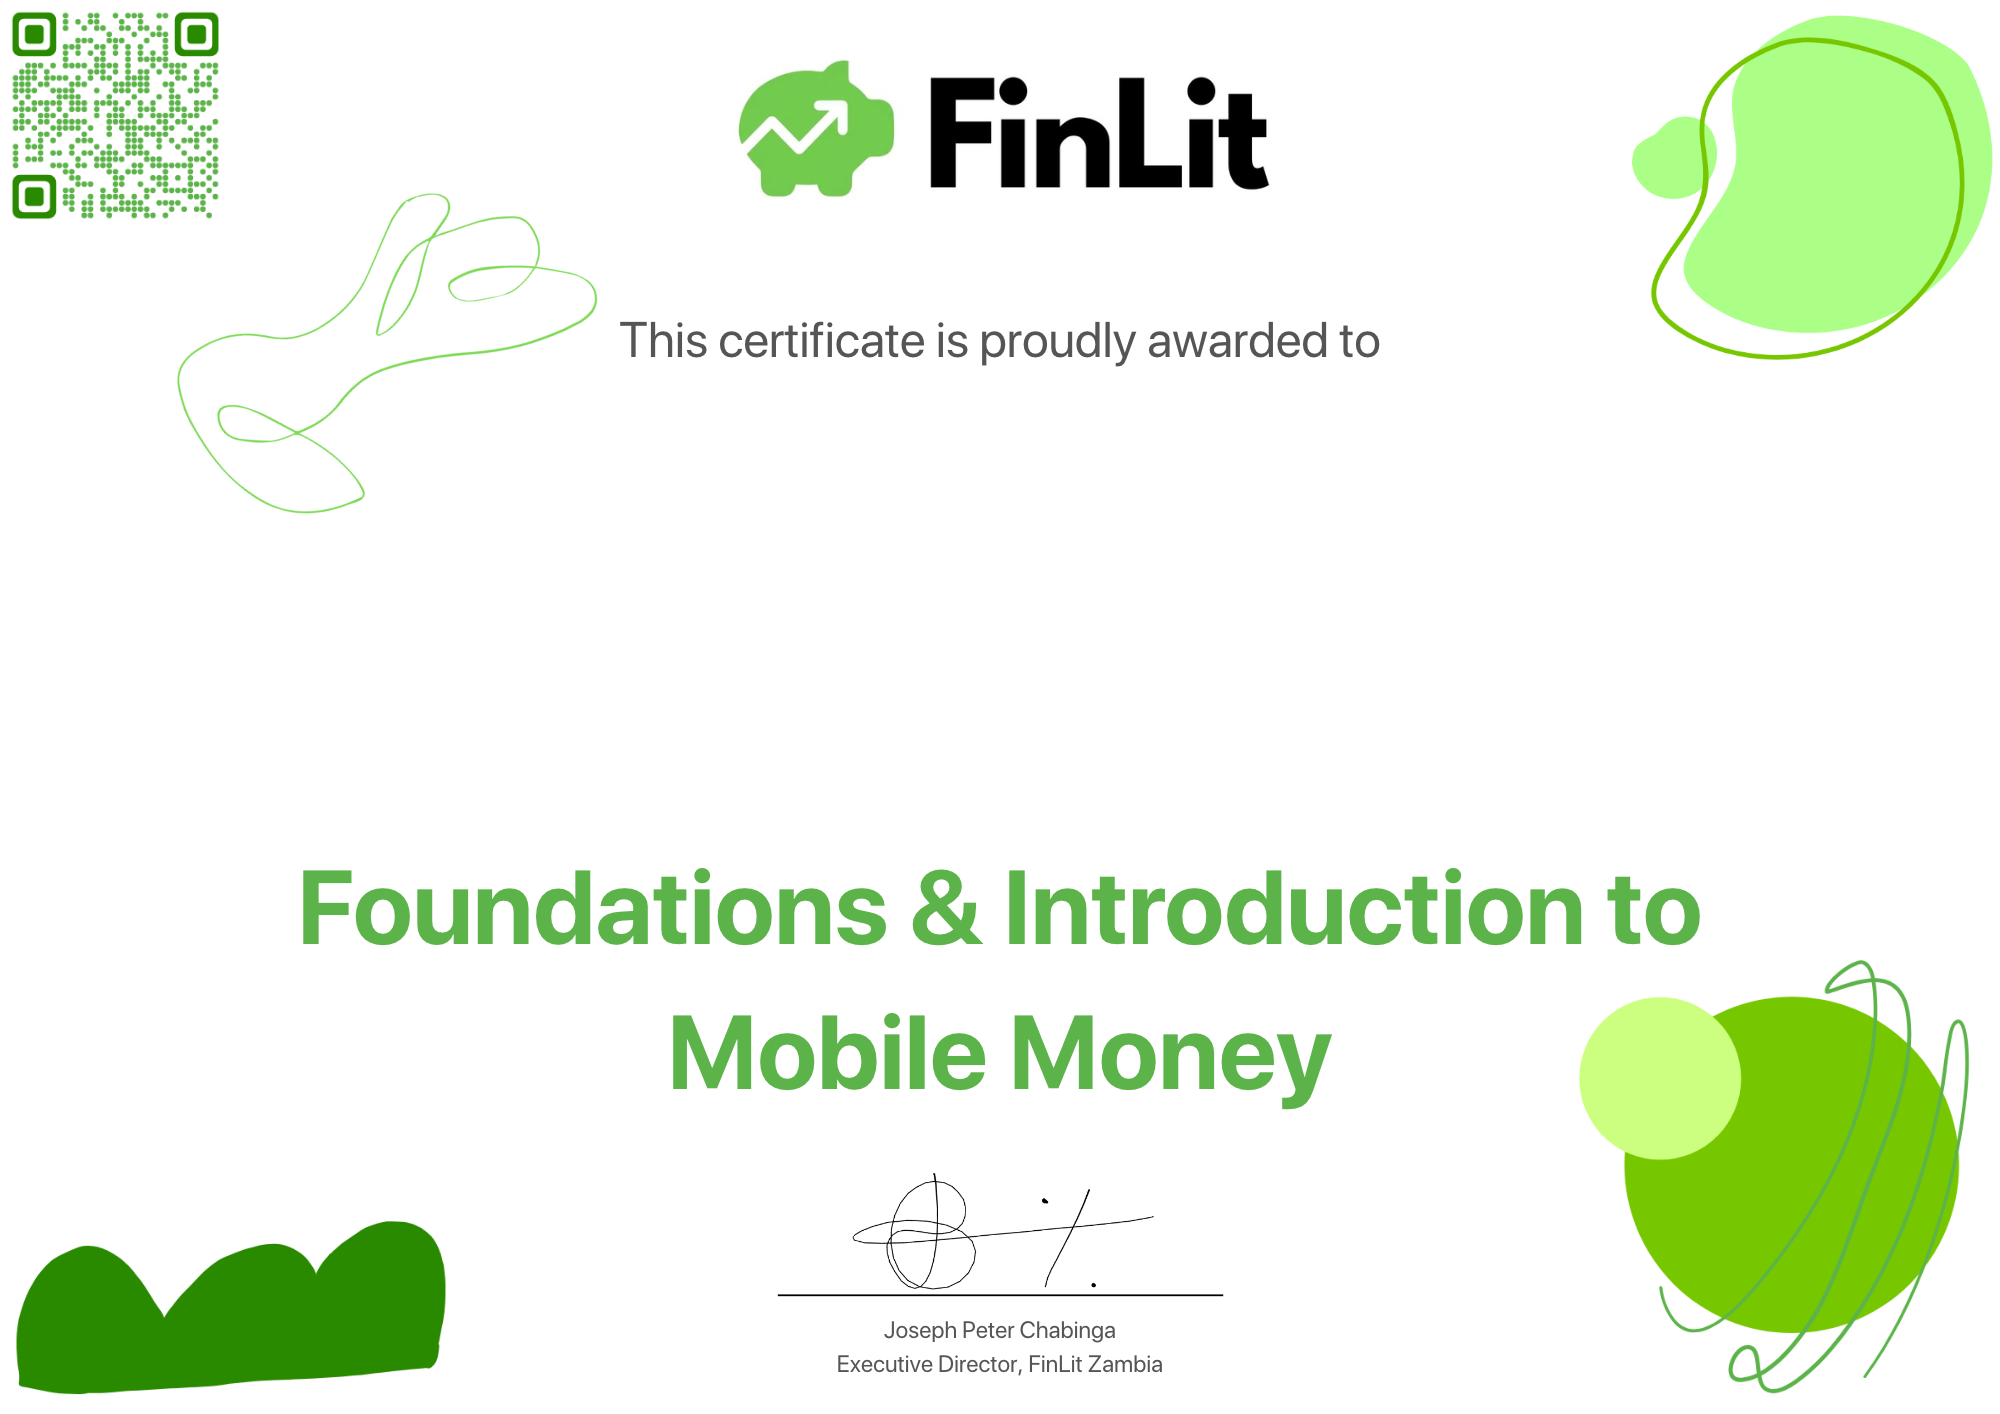 FinLit
This certificate is proudly awarded to
Foundations & Introduction to
Mobile Money
Joseph Peter Chabinga
Executive Director, FinLit Zambia